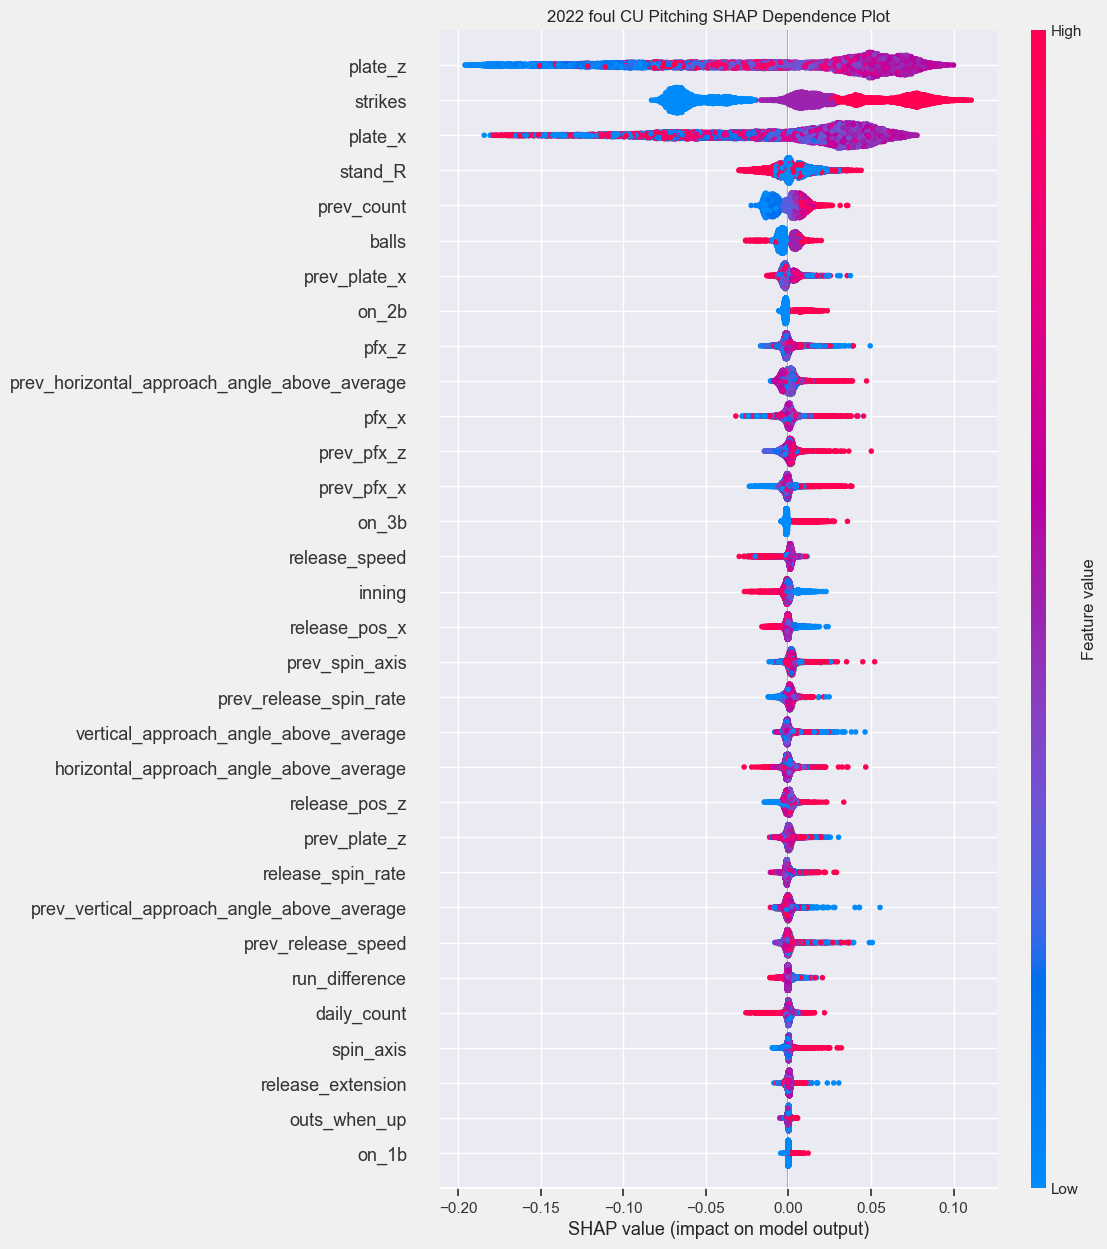 2022 foul CU Pitching SHAP Dependence Plot
High
plate_z
strikes
plate_x
stand_R
prev_count
balls
prev_plate_x
on_2b
pfx_z
prev_horizontal_approach_angle_above_average
pfx_x
prev_pfx_z
prev_pfx_x
on_3b
release_speed
inning
release_pos_x
prev_spin_axis
prev_release_spin_rate
vertical_approach_angle_above_average
horizontal_approach_angle_above_average
release_pos_z
prev_plate_z
release_spin_rate
prev_vertical_approach_angle_above_average
prev_release_speed
run_difference
daily_count
spin_axis
release_extension
outs_when_up
on_1b
Feature value
Low
−0.20 −0.15 −0.10 −0.05 0.00 0.05 0.10
SHAP value (impact on model output)